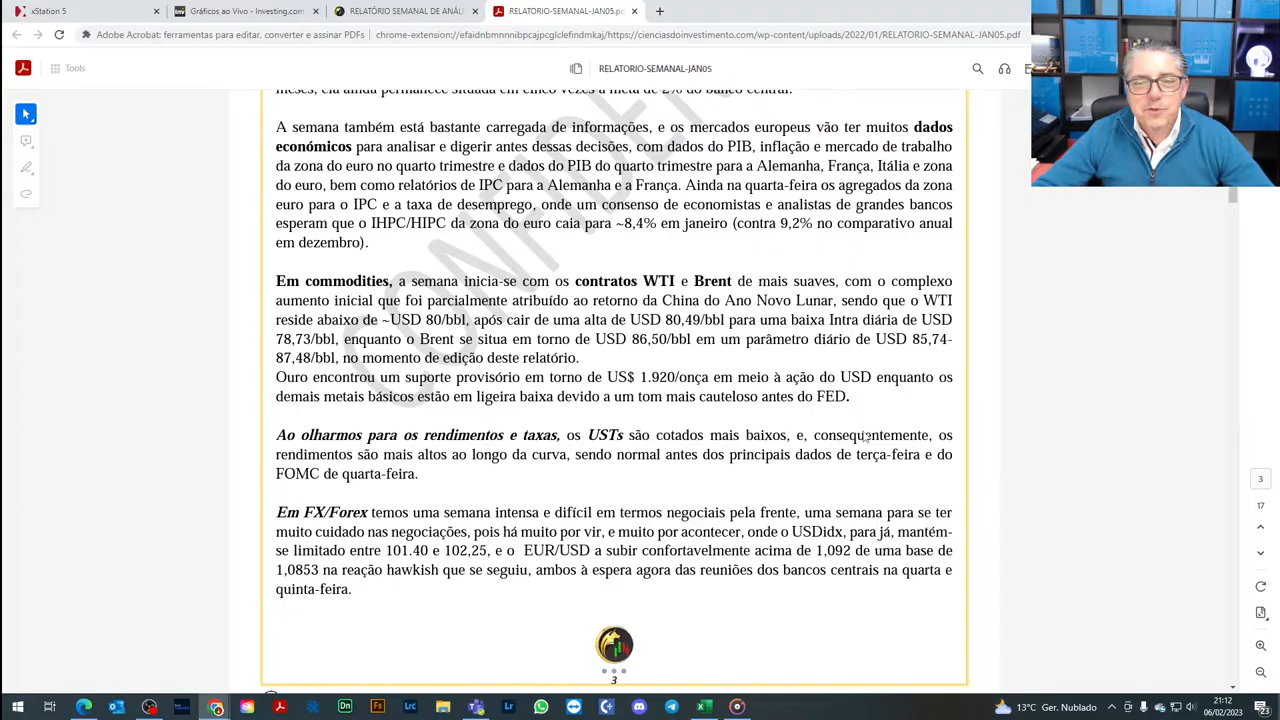 xStation 5
Gráficos ao Vivo - Investing.com
RELATÓRIO SEMANAL DE ANÁL
RELATORIO-SEMANAL-JAN05.pdf
Adobe Acrobat: ferramentas para editar, converter e assinar PDFs
chrome-extension://efaidnbmnnnibpcajpcglclefindmkaj/https://cienciasdoinvestimento.com/wp-content/uploads/2022/01/RELATORIO-SEMANAL-JAN05.pdf
Tools
RELATORIO-SEMANAL-JAN05
meses, ela ainda permanece situada em cinco vezes a meta de 2% do banco central.
A semana também está bastante carregada de informações, e os mercados europeus vão ter muitos dados
económicos para analisar e digerir antes dessas decisões, com dados do PIB, inflação e mercado de trabalho
da zona do euro no quarto trimestre e dados do PIB do quarto trimestre para a Alemanha, França, Itália e zona
do euro, bem como relatórios de IPC para a Alemanha e a França. Ainda na quarta-feira os agregados da zona
euro para o IPC e a taxa de desemprego, onde um consenso de economistas e analistas de grandes bancos
esperam que o IHPC/HIPC da zona do euro caia para ~8,4% em janeiro (contra 9,2% no comparativo anual
em dezembro).
Em commodities, a semana inicia-se com os contratos WTI e Brent de mais suaves, com o complexo
aumento inicial que foi parcialmente atribuído ao retorno da China do Ano Novo Lunar, sendo que o WTI
reside abaixo de ~USD 80/bbl, após cair de uma alta de USD 80,49/bbl para uma baixa Intra diária de USD
78,73/bbl, enquanto o Brent se situa em torno de USD 86,50/bbl em um parâmetro diário de USD 85,74-
87,48/bbl, no momento de edição deste relatório.
Ouro encontrou um suporte provisório em torno de US$ 1.920/onça em meio à ação do USD enquanto os
demais metais básicos estão em ligeira baixa devido a um tom mais cauteloso antes do FED.
Ao olharmos para os rendimentos e taxas, os USTs são cotados mais baixos, e, consequentemente, os
rendimentos são mais altos ao longo da curva, sendo normal antes dos principais dados de terça-feira e do
FOMC de quarta-feira.
Em FX/Forex temos uma semana intensa e difícil em termos negociais pela frente, uma semana para se ter
muito cuidado nas negociações, pois há muito por vir, e muito por acontecer, onde o USDidx, para já, mantém-
se limitado entre 101.40 e 102,25, e o EUR/USD a subir confortavelmente acima de 1,092 de uma base de
1,0853 na reação hawkish que se seguiu, ambos à espera agora das reuniões dos bancos centrais na quarta e
quinta-feira.
3
CONFIDE
3
17
13°C Ger. Nublado
21:12
06/02/2023
23